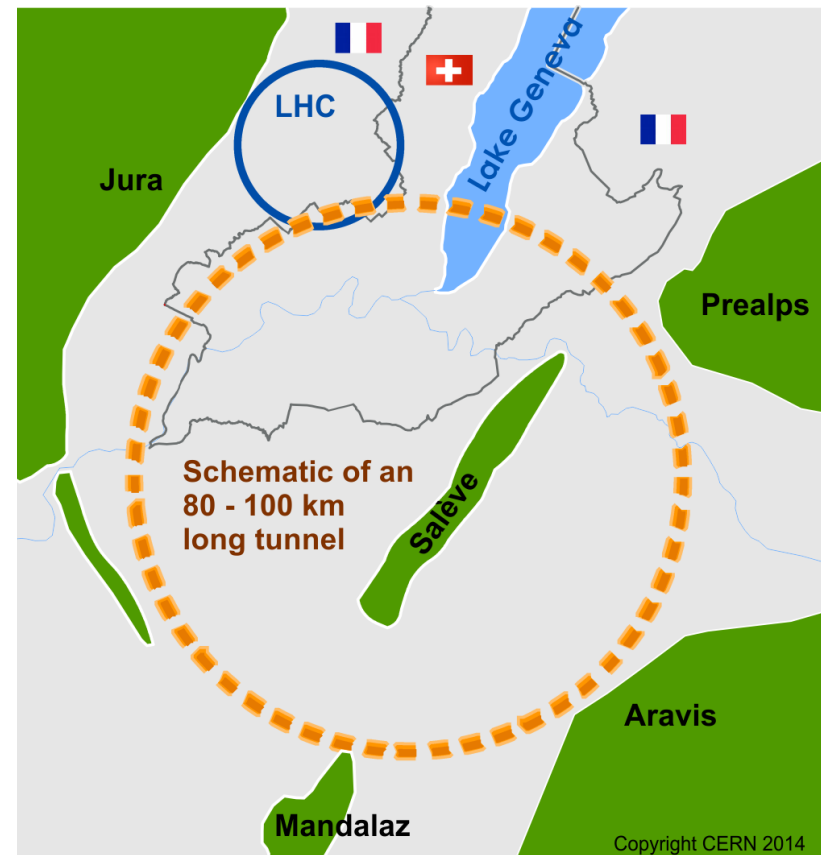 LHC
Lake Geneva
Jura
Prealps
Schematic of an
80 - 100 km
long tunnel
Salève
Aravis
Mandalaz
Copyright CERN 2014